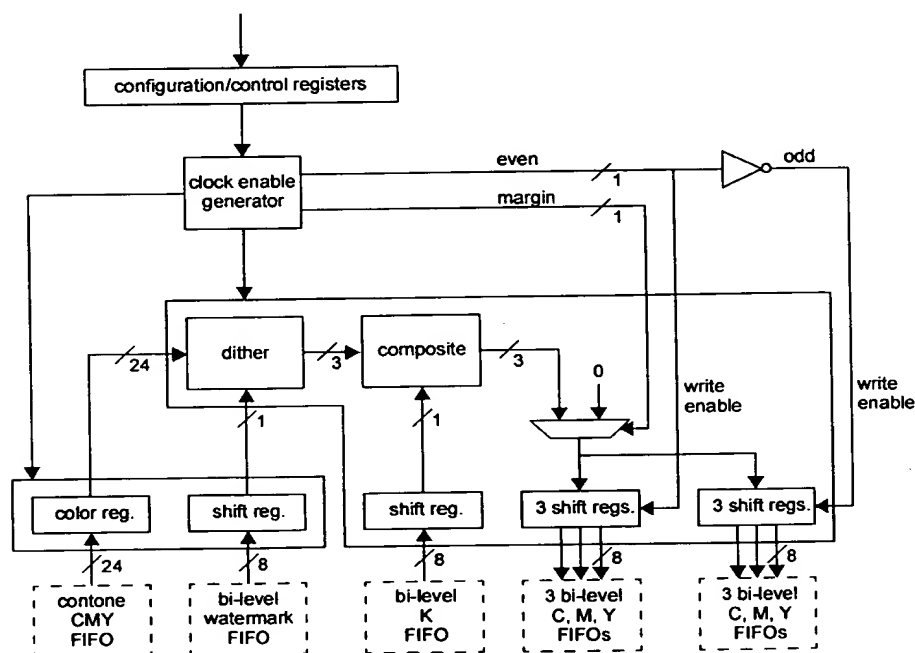 configuration/control registers
even
odd
1
clock enable
generator
margin
1
dither
composite
24
3
3
0
write
enable
write
enable
1
1
color reg.
shift reg.
shift reg.
3 shift regs.
3 shift regs.
24
8
8
8
8
contone
CMY
FIFO
bi-level
watermark
FIFO
bi-level
K
FIFO
3 bi-level
C, M, Y
FIFOs
3 bi-level
C, M, Y
FIFOs